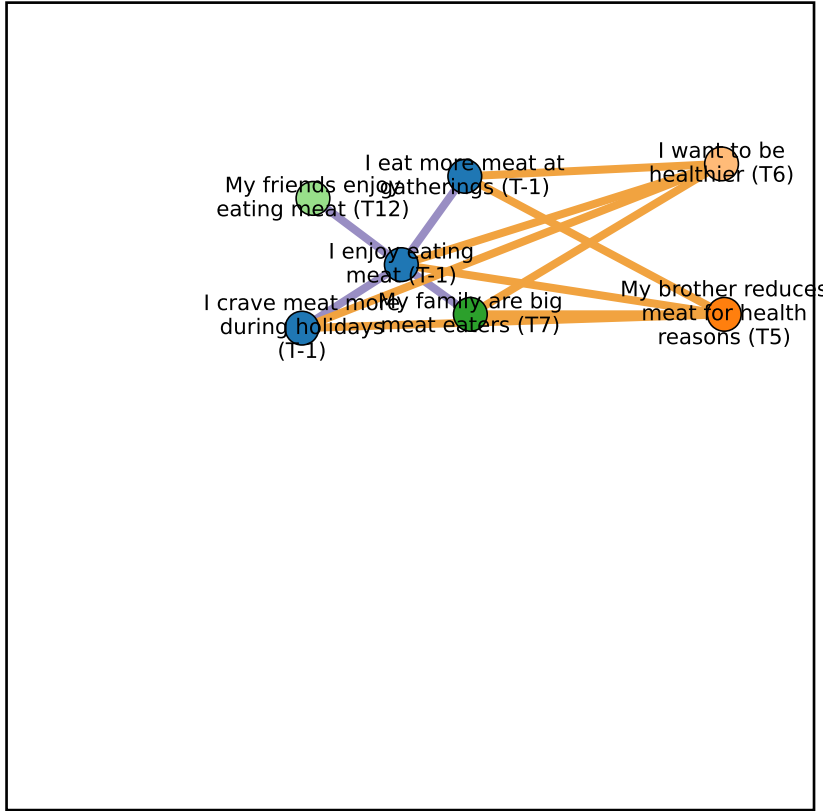 I want to be
healthier (T6)
I eat more meat at
gatherings (T-1)
My friends enjoy
eating meat (T12)
I enjoy eating
meat (T-1)
My brother reduces
meat for health
reasons (T5)
My family are big
meat eaters (T7)
I crave meat more
during holidays
(T-1)